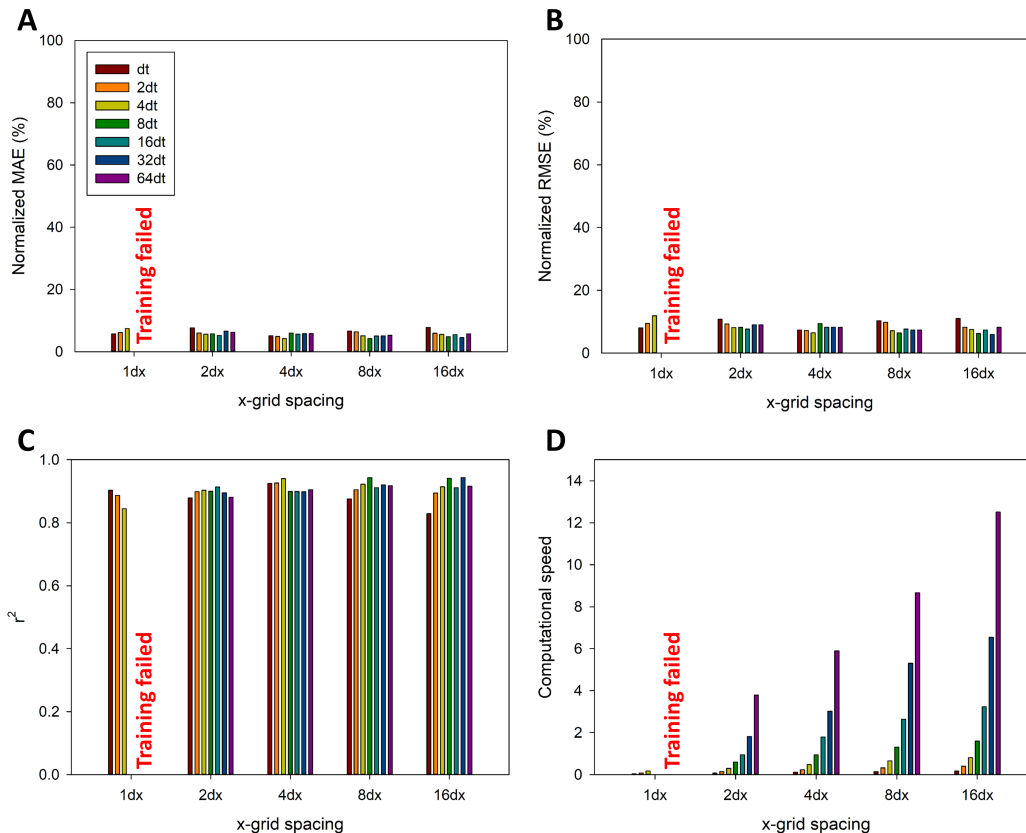 A
100
80
60
40
20
0
Normalized MAE (%)
dt
2dt
4dt
8dt
16dt
32dt
64dt
Training failed
1dx 2dx 4dx 8dx 16dx
x-grid spacing
B
100
80
60
40
20
0
Normalized RMSE (%)
Training failed
1dx 2dx 4dx 8dx 16dx
x-grid spacing
C
1.0
0.8
0.6
0.4
0.2
0.0
r²
Training failed
1dx 2dx 4dx 8dx 16dx
x-grid spacing
D
14
12
10
8
6
4
2
0
Computational speed
Training failed
1dx 2dx 4dx 8dx 16dx
x-grid spacing